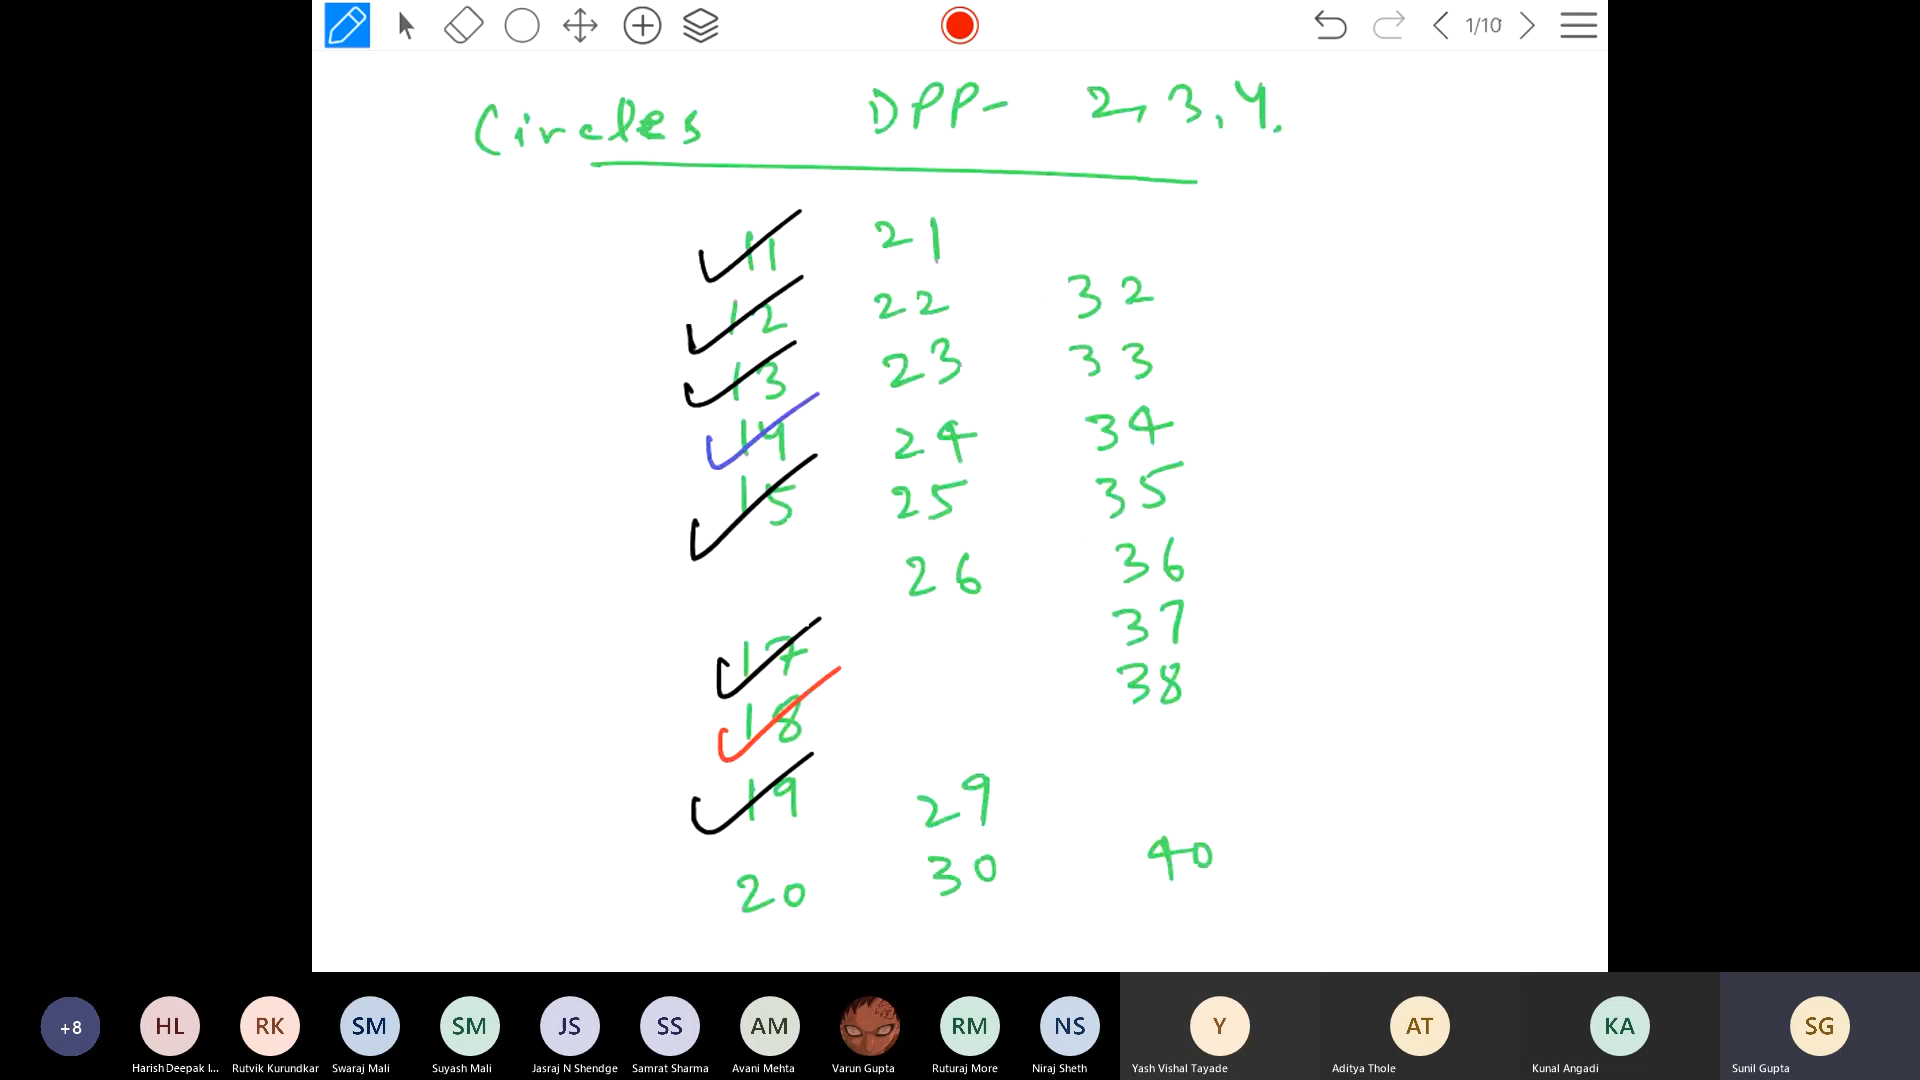 1/10
Circles DPP- 2, 3, 4.
11 21
12 22 32
13 23 33
14 24 34
15 25 35
26 36
37
17 38
18
19 29
20 30 40
+8 HL RK SM SM JS SS AM RM NS Y AT KA SG
Harish Deepak I... Rutvik Kurundkar Swaraj Mali Suyash Mali Jasraj N Shendge Samrat Sharma Avani Mehta Varun Gupta Ruturaj More Niraj Sheth Yash Vishal Tayade Aditya Thole Kunal Angadi Sunil Gupta